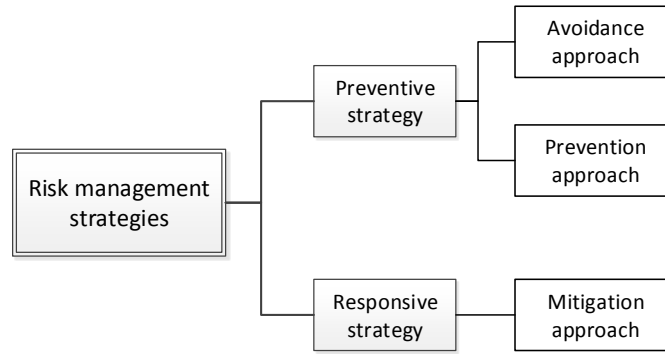 Risk management
strategies
Preventive
strategy
Avoidance
approach
Prevention
approach
Responsive
strategy
Mitigation
approach